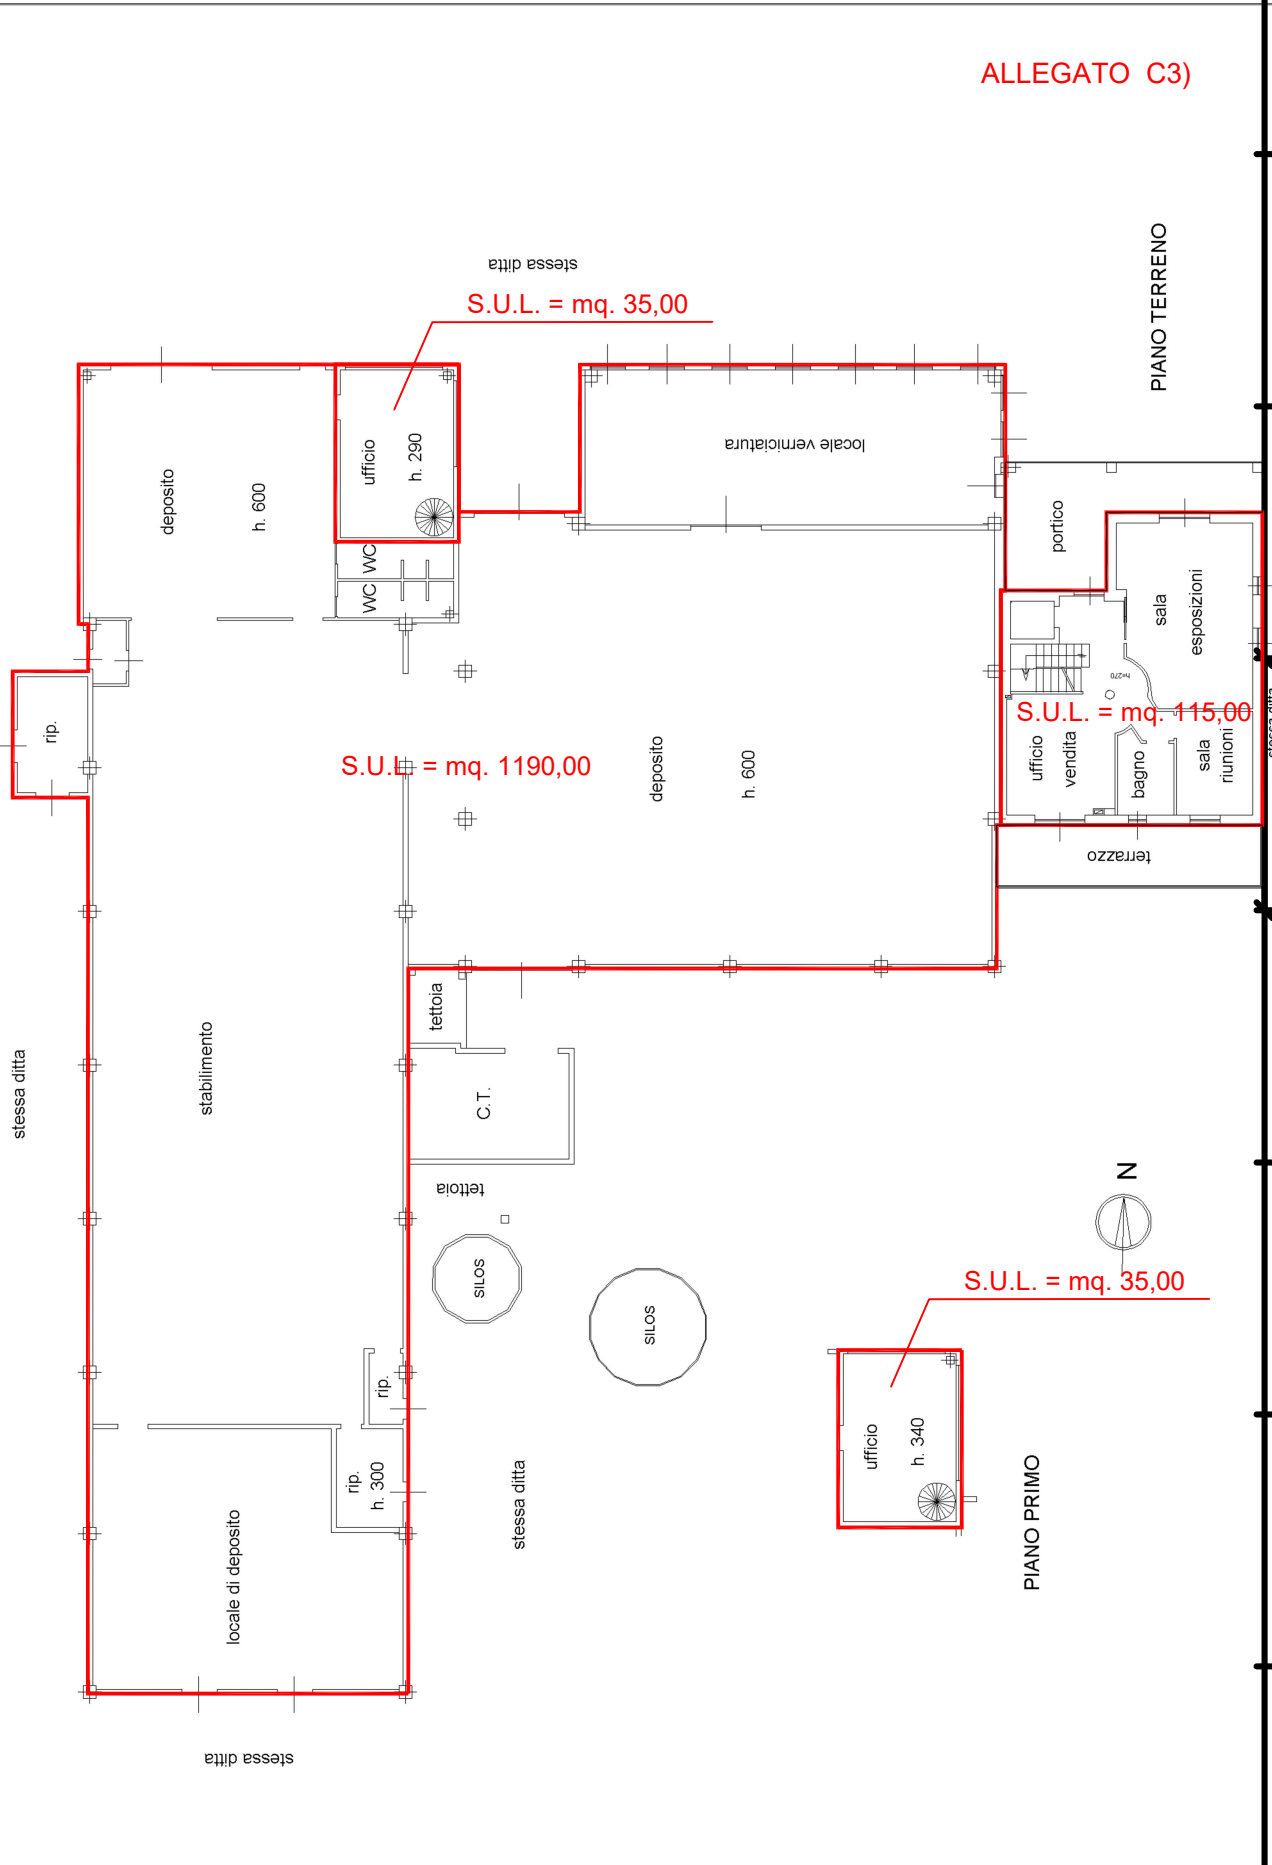 ALLEGATO C3)
PIANO TERRENO
stessa ditta
S.U.L. = mq. 35,00
deposito
h. 600
ufficio
h. 290
locale verniciatura
WC
WC
portico
sala
esposizioni
h=270
rip.
S.U.L. = mq. 1190,00
deposito
h. 600
S.U.L. = mq. 115,00
ufficio
vendita
bagno
sala
riunioni
stessa ditta
terrazzo
tettoia
stessa ditta
stabilimento
C.T.
tettoia
SILOS
SILOS
N
S.U.L. = mq. 35,00
rip.
rip.
h. 300
ufficio
h. 340
PIANO PRIMO
stessa ditta
locale di deposito
stessa ditta